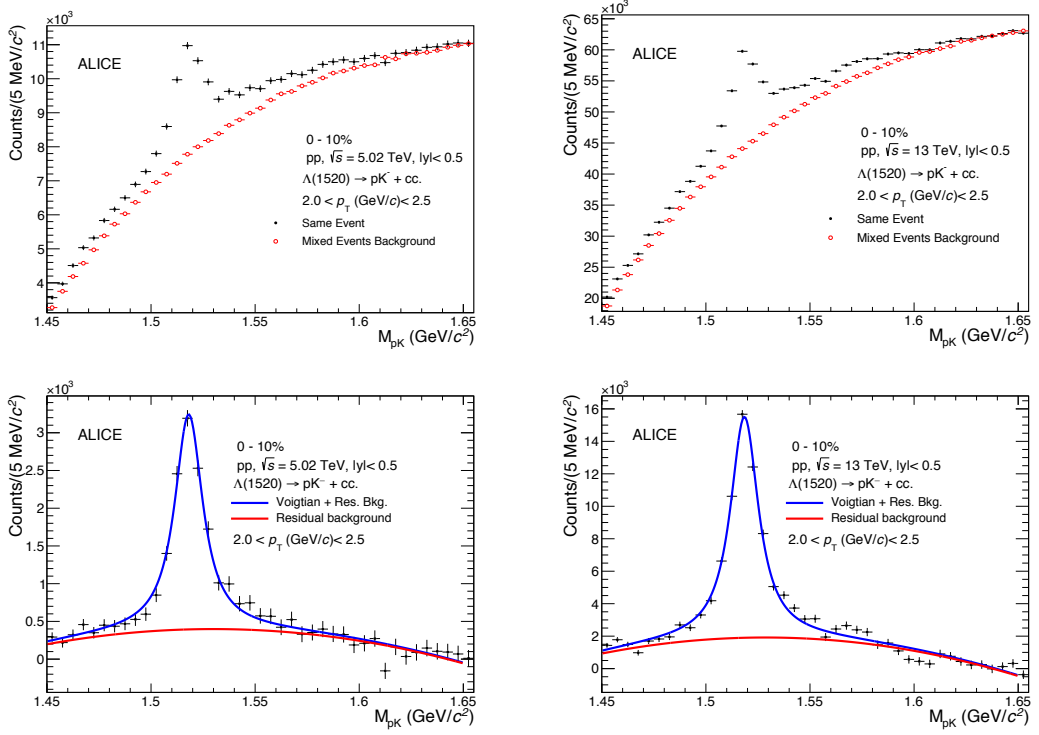 ×10³
11
10
9
8
7
6
5
4
Counts/(5 MeV/c²)
ALICE
0 - 10%
pp, √s = 5.02 TeV, |y|< 0.5
Λ(1520) → pK⁻ + cc.
2.0 < p_T (GeV/c) < 2.5
Same Event
Mixed Events Background
1.45 1.5 1.55 1.6 1.65
M_pK (GeV/c²)
×10³
65
60
55
50
45
40
35
30
25
20
Counts/(5 MeV/c²)
ALICE
0 - 10%
pp, √s = 13 TeV, |y|< 0.5
Λ(1520) → pK⁻ + cc.
2.0 < p_T (GeV/c) < 2.5
Same Event
Mixed Events Background
1.45 1.5 1.55 1.6 1.65
M_pK (GeV/c²)
×10³
3
2.5
2
1.5
1
0.5
0
Counts/(5 MeV/c²)
ALICE
0 - 10%
pp, √s = 5.02 TeV, |y|< 0.5
Λ(1520) → pK⁻ + cc.
Voigtian + Res. Bkg.
Residual background
2.0 < p_T (GeV/c) < 2.5
1.45 1.5 1.55 1.6 1.65
M_pK (GeV/c²)
×10³
16
14
12
10
8
6
4
2
0
Counts/(5 MeV/c²)
ALICE
0 - 10%
pp, √s = 13 TeV, |y|< 0.5
Λ(1520) → pK⁻ + cc.
Voigtian + Res. Bkg.
Residual background
2.0 < p_T (GeV/c) < 2.5
1.45 1.5 1.55 1.6 1.65
M_pK (GeV/c²)